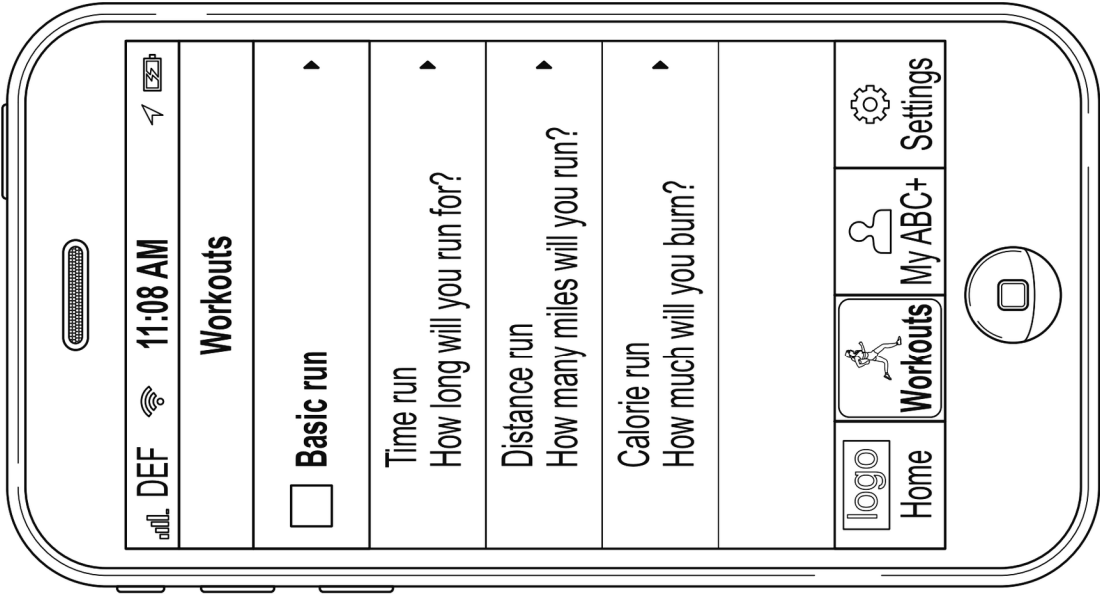 DEF 11:08 AM
Workouts
Basic run
Time run
How long will you run for?
Distance run
How many miles will you run?
Calorie run
How much will you burn?
logo
Home
Workouts
My ABC+
Settings